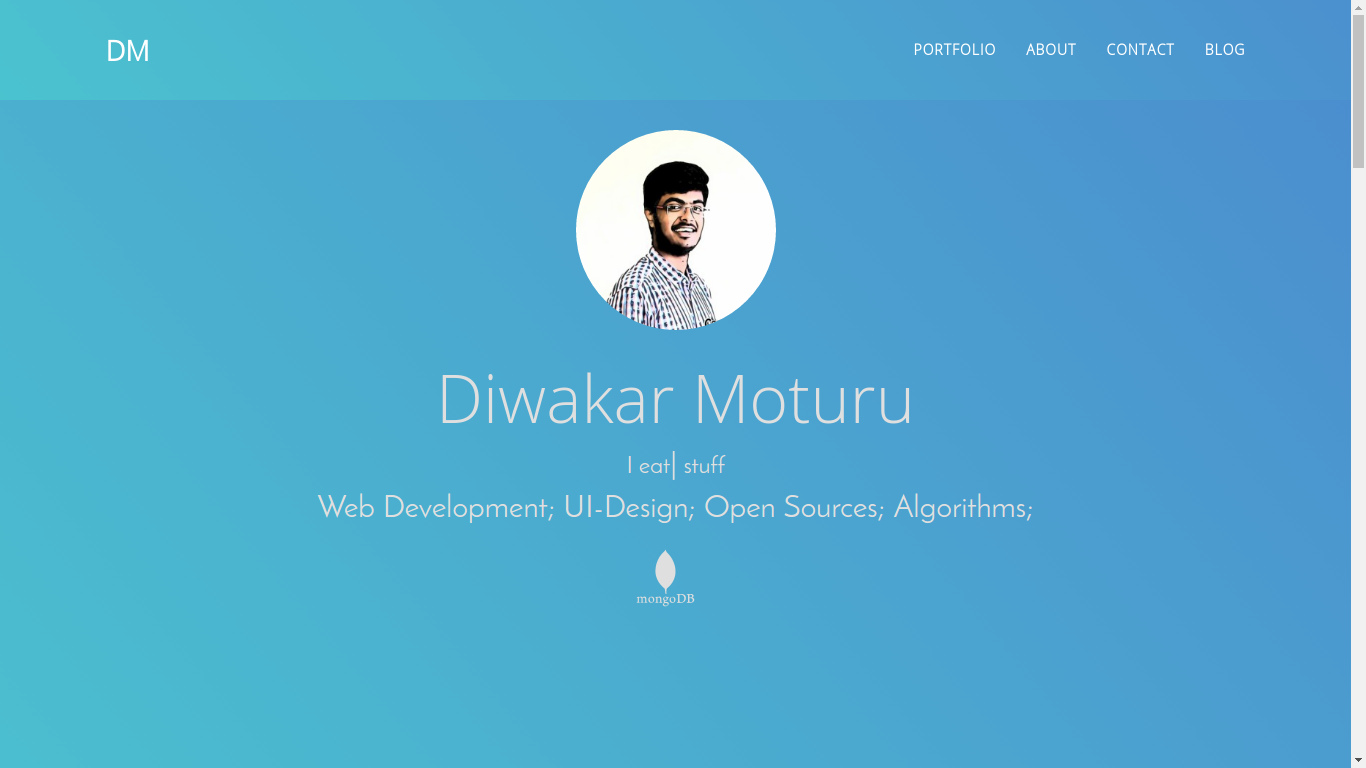 DM
PORTFOLIO ABOUT CONTACT BLOG
Diwakar Moturu
I eat| stuff
Web Development; UI-Design; Open Sources; Algorithms;
mongoDB